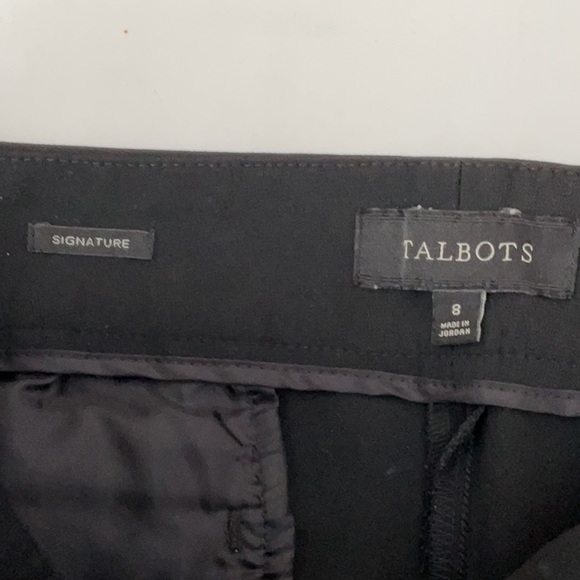 SIGNATURE
TALBOTS
8
MADE IN
JORDAN